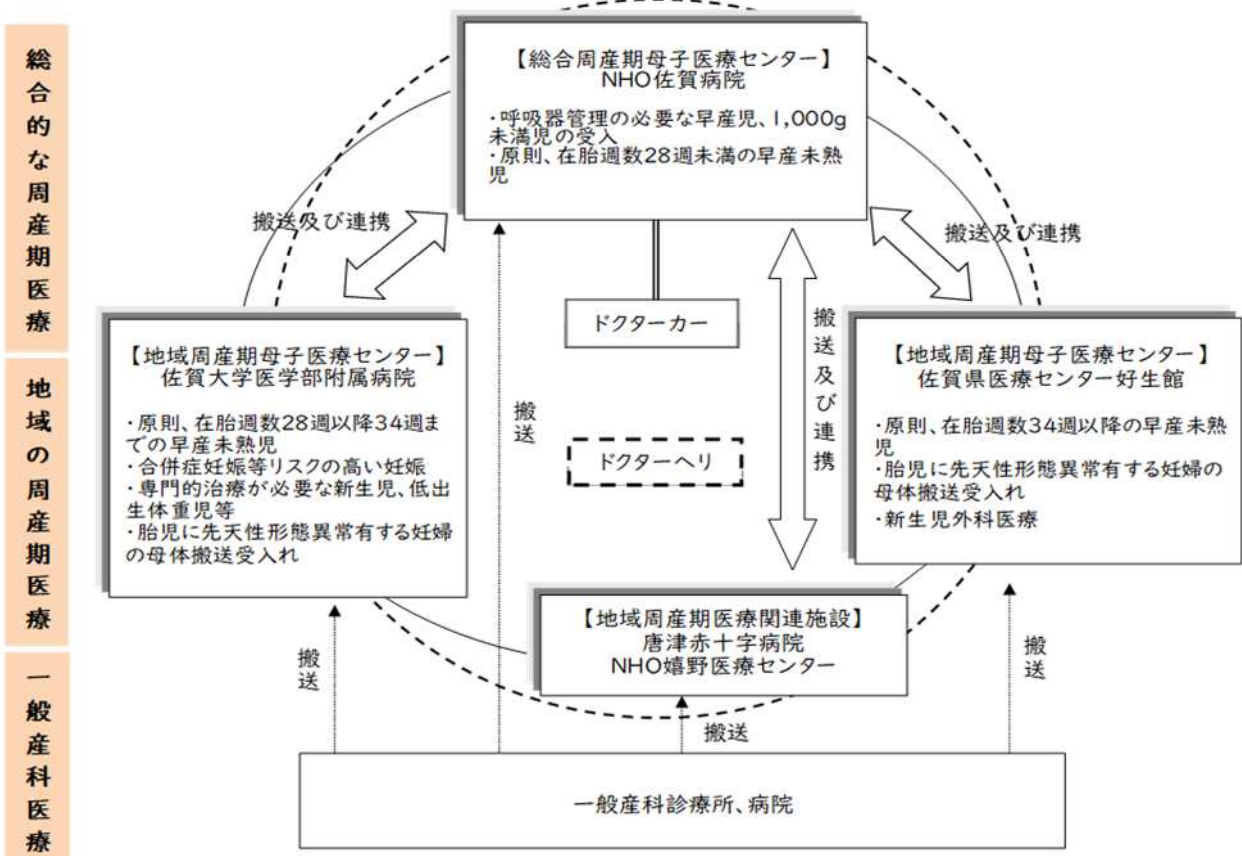 総合的な周産期医療
【総合周産期母子医療センター】
NHO佐賀病院
・呼吸器管理の必要な早産児、1,000g
未満児の受入
・原則、在胎週数28週未満の早産未熟
児
搬送及び連携
搬送及び連携
ドクターカー
搬送及び連携
搬送
ドクターヘリ
地域の周産期医療
【地域周産期母子医療センター】
佐賀大学医学部附属病院
・原則、在胎週数28週以降34週ま
での早産未熟児
・合併症妊娠等リスクの高い妊娠
・専門的治療が必要な新生児、低出
生体重児等
・胎児に先天性形態異常有する妊婦
の母体搬送受入れ
【地域周産期母子医療センター】
佐賀県医療センター好生館
・原則、在胎週数34週以降の早産未熟
児
・胎児に先天性形態異常有する妊婦の
母体搬送受入れ
・新生児外科医療
【地域周産期医療関連施設】
唐津赤十字病院
NHO嬉野医療センター
搬送
搬送
搬送
一般産科医療
一般産科診療所、病院